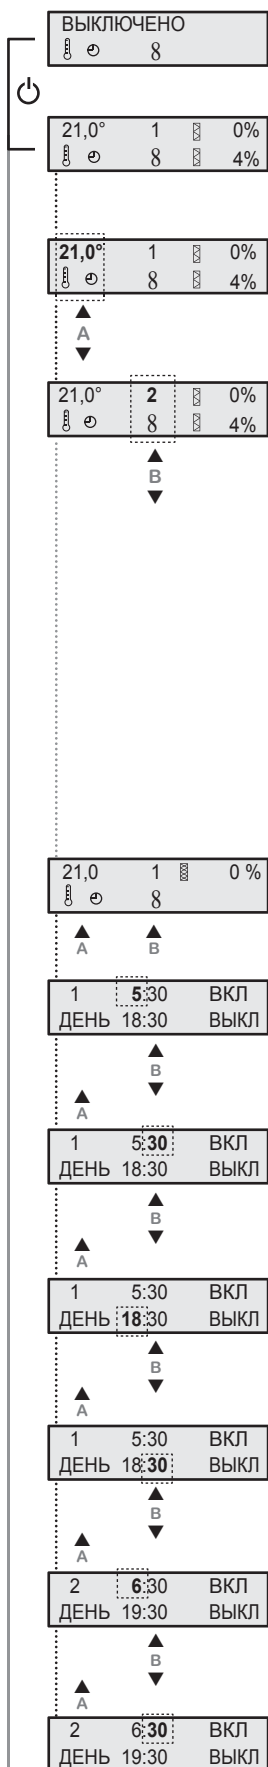 ВЫКЛЮЧЕНО
8
21,0° 1 0%
8 4%
21,0° 1 0%
8 4%
A
21,0° 2 0%
8 4%
B
21,0 1 0 %
8
A B
1 5:30 ВКЛ
ДЕНЬ 18:30 ВЫКЛ
B
A
1 5:30 ВКЛ
ДЕНЬ 18:30 ВЫКЛ
B
A
1 5:30 ВКЛ
ДЕНЬ 18:30 ВЫКЛ
B
A
1 5:30 ВКЛ
ДЕНЬ 18:30 ВЫКЛ
B
A
2 6:30 ВКЛ
ДЕНЬ 19:30 ВЫКЛ
B
A
2 6:30 ВКЛ
ДЕНЬ 19:30 ВЫКЛ